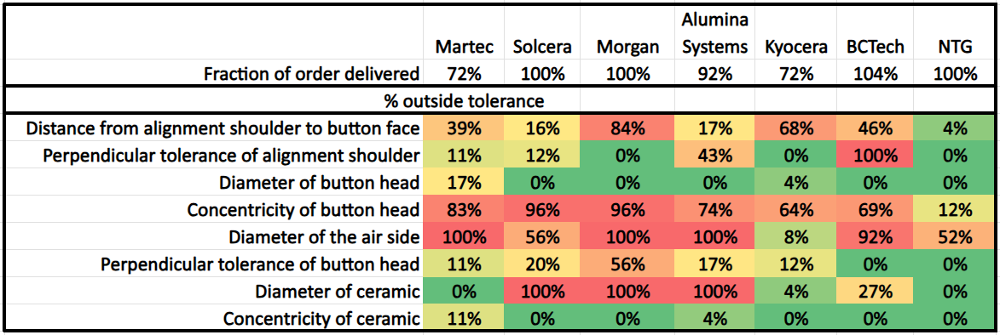 Alumina
Martec Solcera Morgan Systems Kyocera BCTech NTG
Fraction of order delivered 72% 100% 100% 92% 72% 104% 100%
% outside tolerance
Distance from alignment shoulder to button face 39% 16% 84% 17% 68% 46% 4%
Perpendicular tolerance of alignment shoulder 11% 12% 0% 43% 0% 100% 0%
Diameter of button head 17% 0% 0% 0% 4% 0% 0%
Concentricity of button head 83% 96% 96% 74% 64% 69% 12%
Diameter of the air side 100% 56% 100% 100% 8% 92% 52%
Perpendicular tolerance of button head 11% 20% 56% 17% 12% 0% 0%
Diameter of ceramic 0% 100% 100% 100% 4% 27% 0%
Concentricity of ceramic 11% 0% 0% 4% 0% 0% 0%